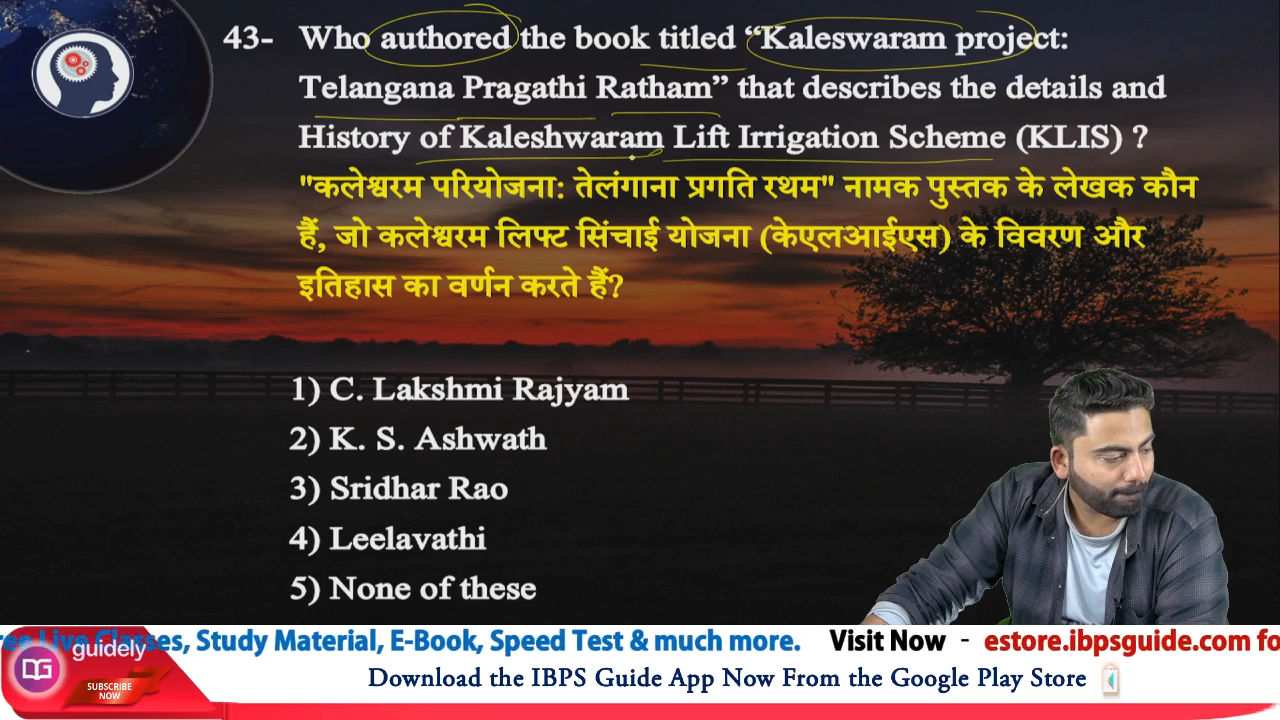 43- Who authored the book titled “Kaleswaram project:
Telangana Pragathi Ratham” that describes the details and
History of Kaleshwaram Lift Irrigation Scheme (KLIS) ?
"कलेश्वरम परियोजना: तेलंगाना प्रगति रथम" नामक पुस्तक के लेखक कौन
हैं, जो कलेश्वरम लिफ्ट सिंचाई योजना (केएलआईएस) के विवरण और
इतिहास का वर्णन करते हैं?
1) C. Lakshmi Rajyam
2) K. S. Ashwath
3) Sridhar Rao
4) Leelavathi
5) None of these
Live Classes, Study Material, E-Book, Speed Test & much more. Visit Now - estore.ibpsguide.com
guidely
SUBSCRIBE
NOW
Download the IBPS Guide App Now From the Google Play Store